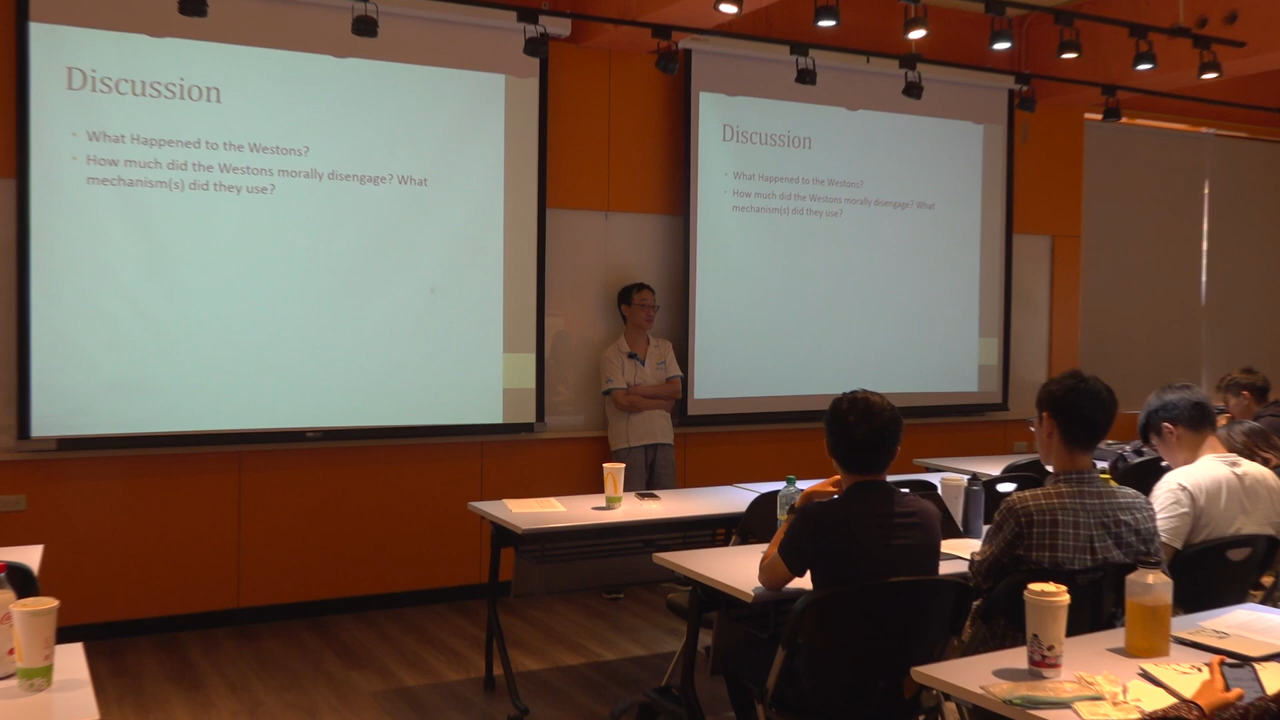 Discussion
What Happened to the Westons?
How much did the Westons morally disengage? What
mechanism(s) did they use?
Discussion
What Happened to the Westons?
How much did the Westons morally disengage? What
mechanism(s) did they use?